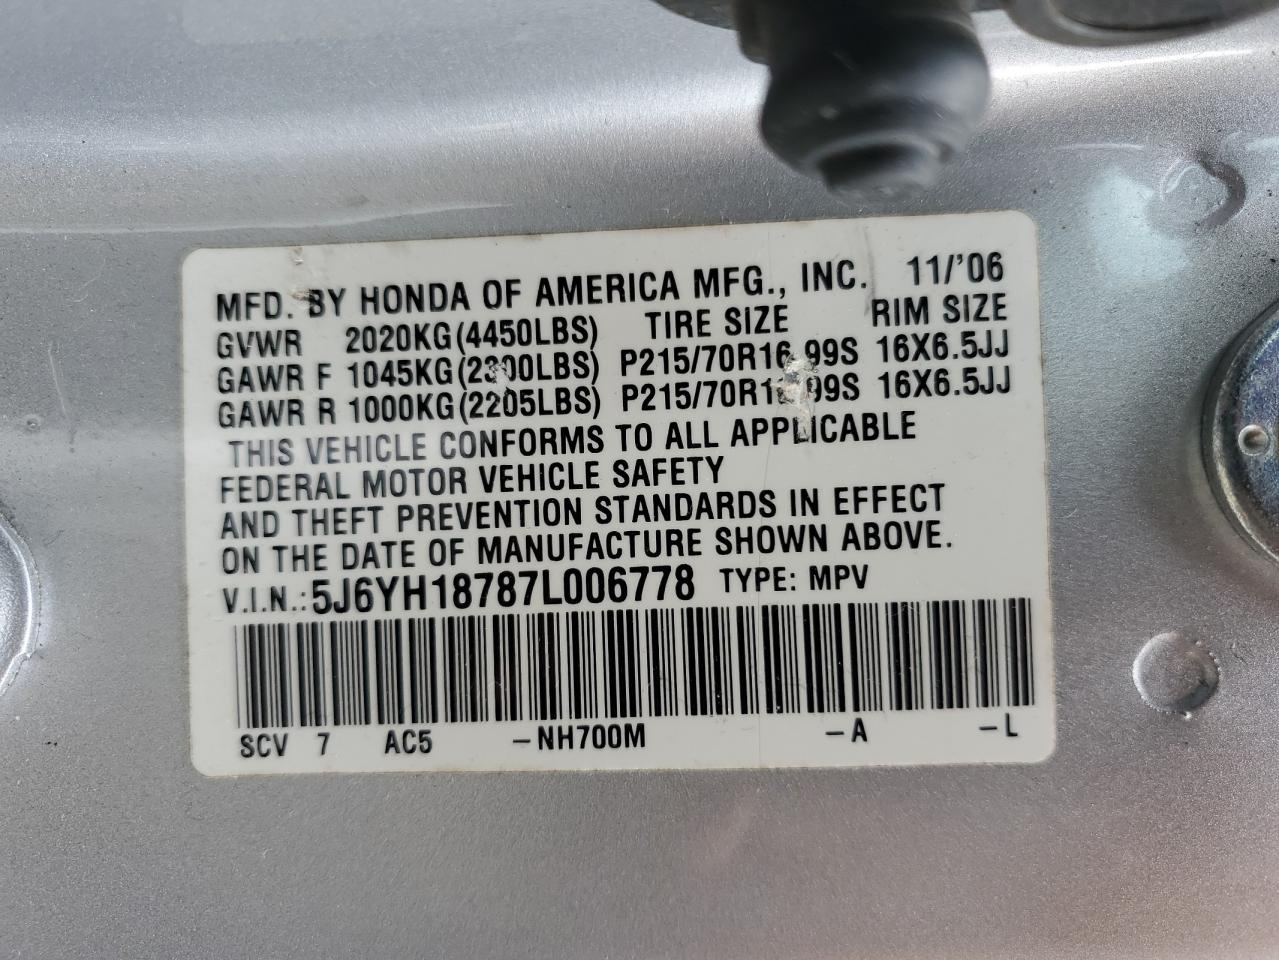 MFD. BY HONDA OF AMERICA MFG., INC. 11/'06
GVWR 2020KG(4450LBS) TIRE SIZE RIM SIZE
GAWR F 1045KG(2300LBS) P215/70R16 99S 16X6.5JJ
GAWR R 1000KG(2205LBS) P215/70R16 99S 16X6.5JJ
THIS VEHICLE CONFORMS TO ALL APPLICABLE
FEDERAL MOTOR VEHICLE SAFETY
AND THEFT PREVENTION STANDARDS IN EFFECT
ON THE DATE OF MANUFACTURE SHOWN ABOVE.
V.I.N.: 5J6YH18787L006778 TYPE: MPV
SCV 7 AC5 -NH700M -A -L